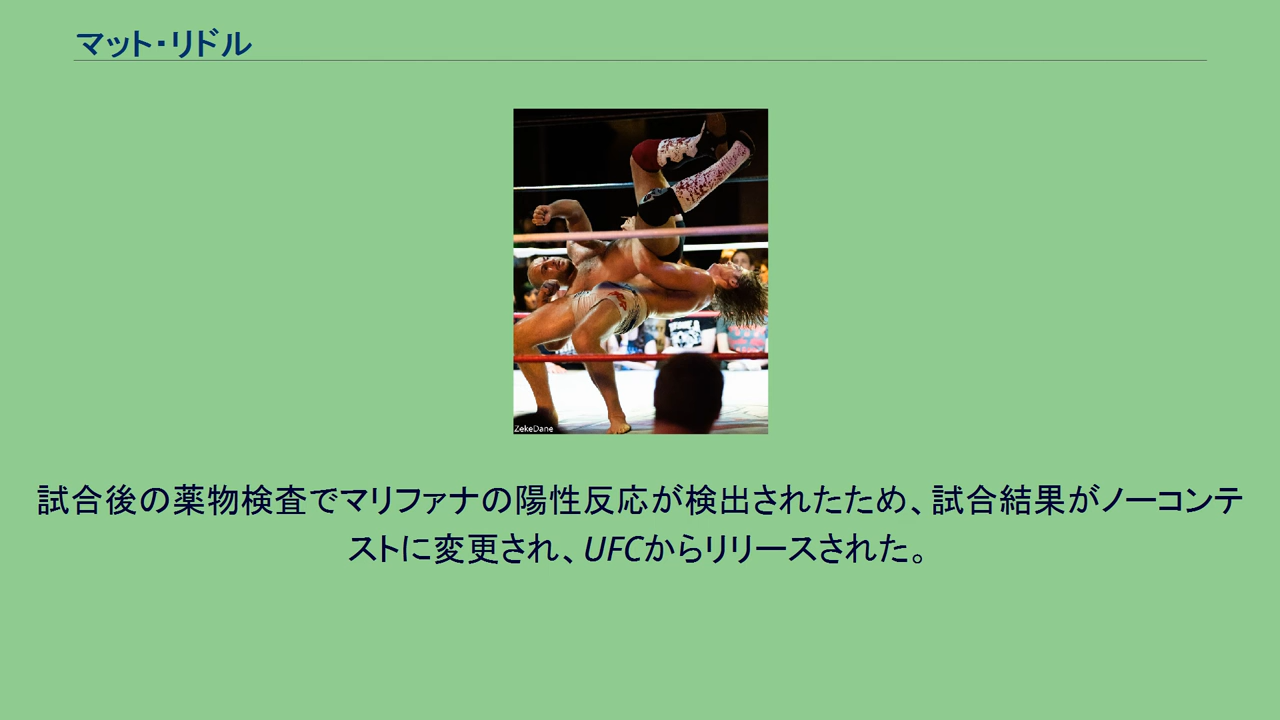 マット・リドル
ZekeDane
試合後の薬物検査でマリファナの陽性反応が検出されたため、試合結果がノーコンテ
ストに変更され、UFCからリリースされた。